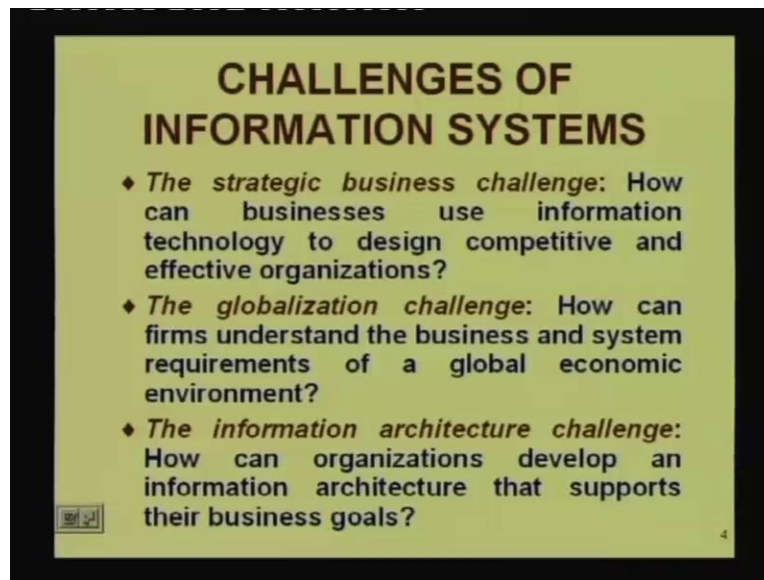 CHALLENGES OF
INFORMATION SYSTEMS
♦ The strategic business challenge: How
can businesses use information
technology to design competitive and
effective organizations?
♦ The globalization challenge: How can
firms understand the business and system
requirements of a global economic
environment?
♦ The information architecture challenge:
How can organizations develop an
information architecture that supports
their business goals?
4